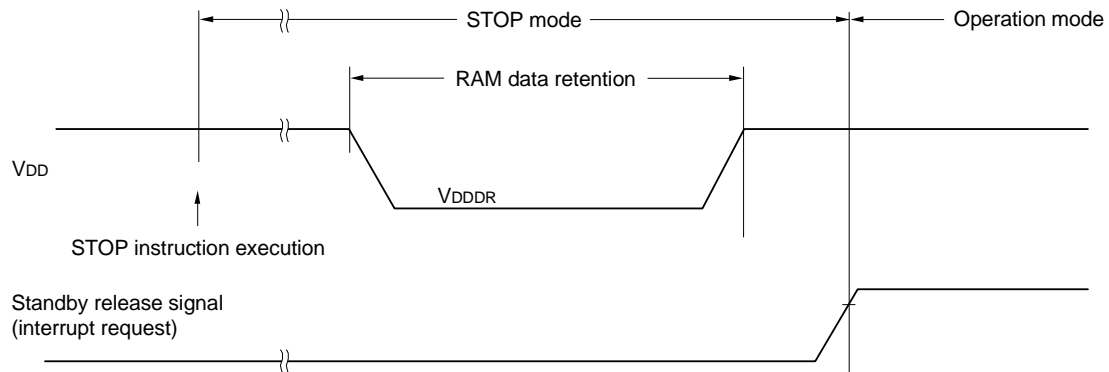 STOP mode
Operation mode
RAM data retention
VDD
VDDDR
STOP instruction execution
Standby release signal
(interrupt request)